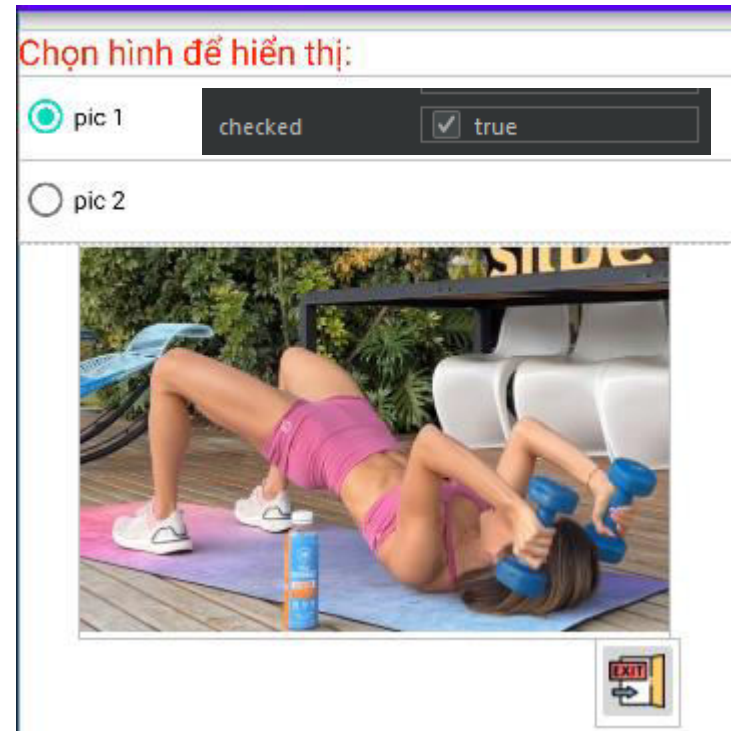 Chọn hình để hiển thị:
pic 1
checked
true
pic 2
EXIT